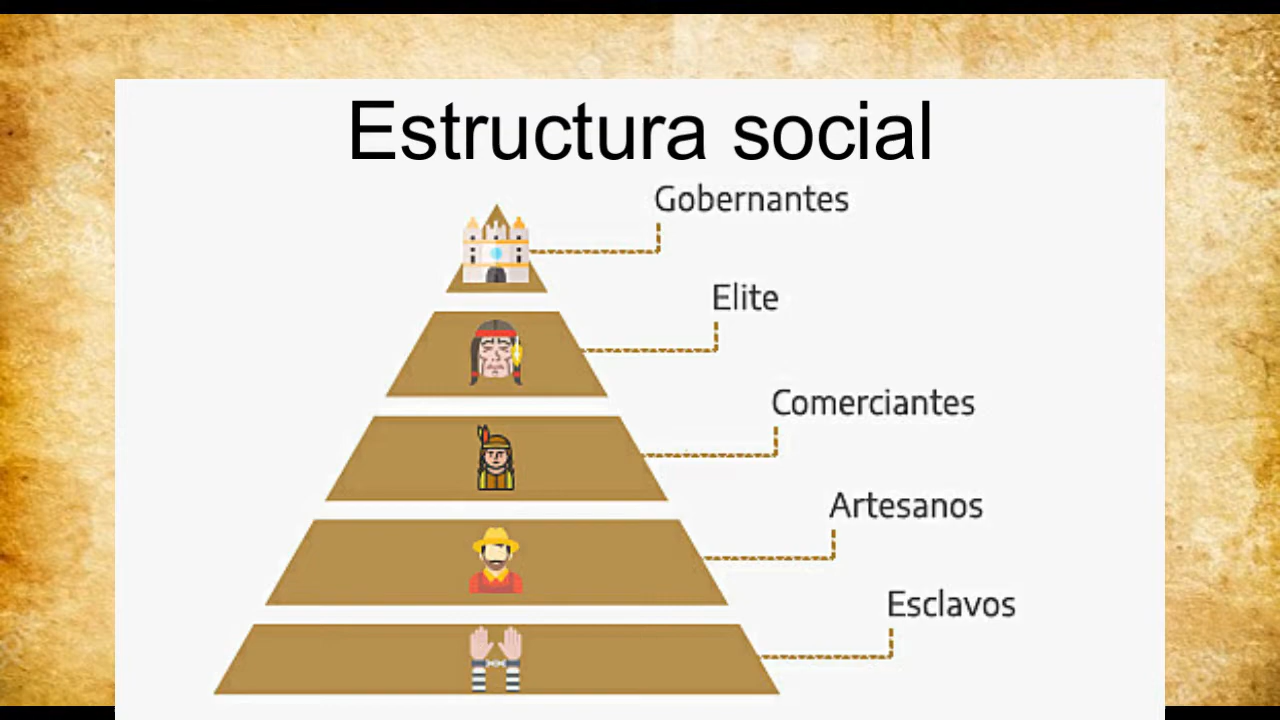 Estructura social
Gobernantes
Elite
Comerciantes
Artesanos
Esclavos